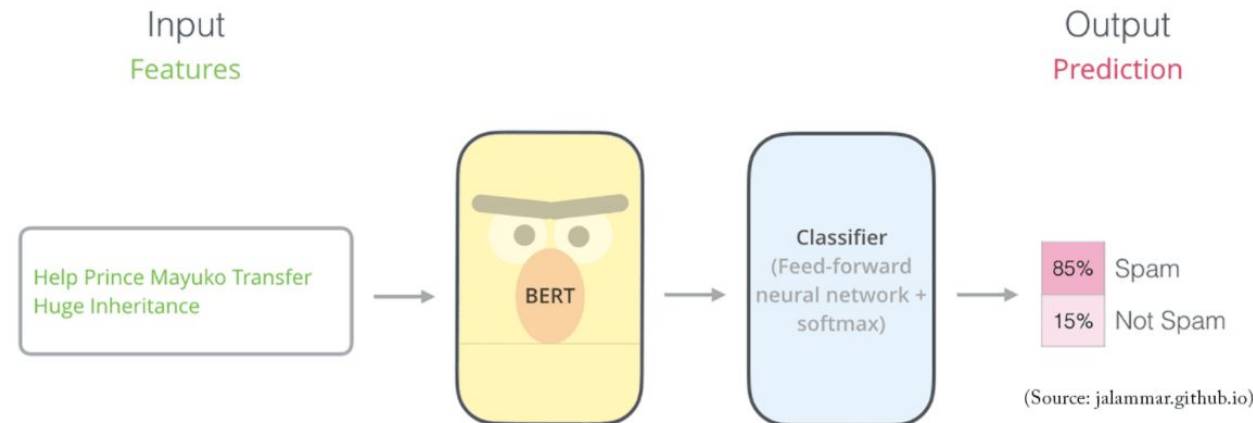 Input
Features
Output
Prediction
Help Prince Mayuko Transfer
Huge Inheritance
BERT
Classifier
(Feed-forward
neural network +
softmax)
85% Spam
15% Not Spam
(Source: jalammar.github.io)